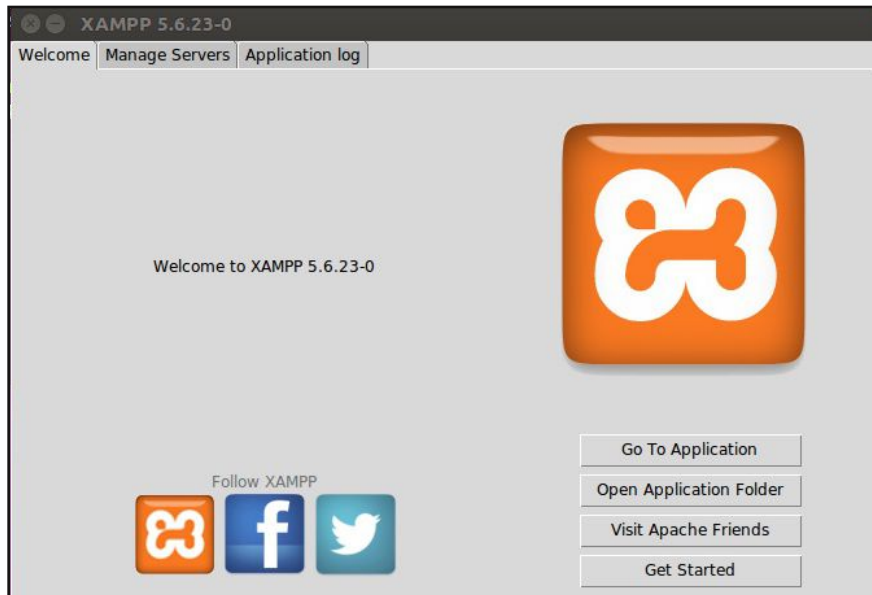 XAMPP 5.6.23-0
Welcome
Manage Servers
Application log
Welcome to XAMPP 5.6.23-0
Go To Application
Open Application Folder
Visit Apache Friends
Get Started
Follow XAMPP